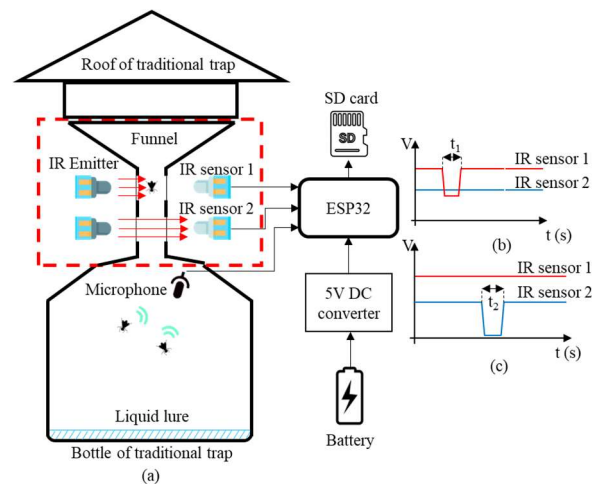 Roof of traditional trap
Funnel
IR Emitter
IR sensor 1
IR sensor 2
Microphone
Liquid lure
Bottle of traditional trap
(a)
SD card
SD
ESP32
5V DC
converter
Battery
V
t1
IR sensor 1
IR sensor 2
t (s)
(b)
V
IR sensor 1
t2
IR sensor 2
t (s)
(c)